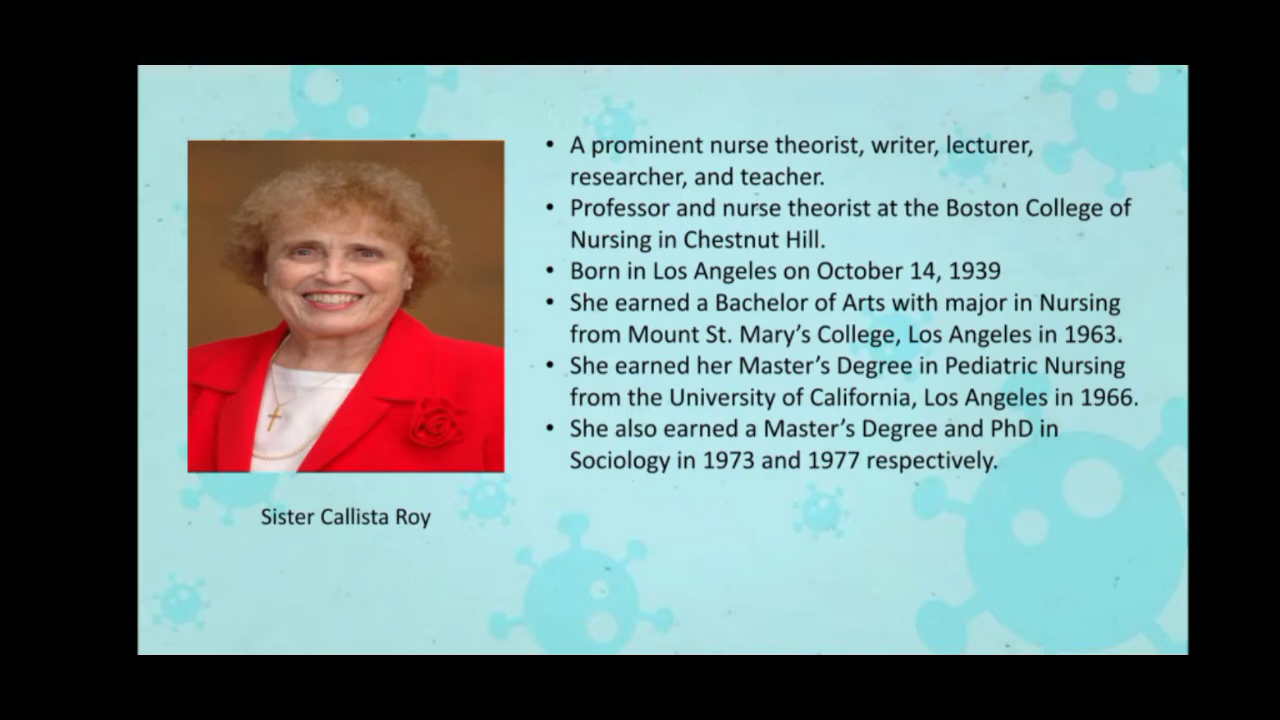 • A prominent nurse theorist, writer, lecturer,
researcher, and teacher.
• Professor and nurse theorist at the Boston College of
Nursing in Chestnut Hill.
• Born in Los Angeles on October 14, 1939
• She earned a Bachelor of Arts with major in Nursing
from Mount St. Mary's College, Los Angeles in 1963.
• She earned her Master's Degree in Pediatric Nursing
from the University of California, Los Angeles in 1966.
• She also earned a Master's Degree and PhD in
Sociology in 1973 and 1977 respectively.
Sister Callista Roy